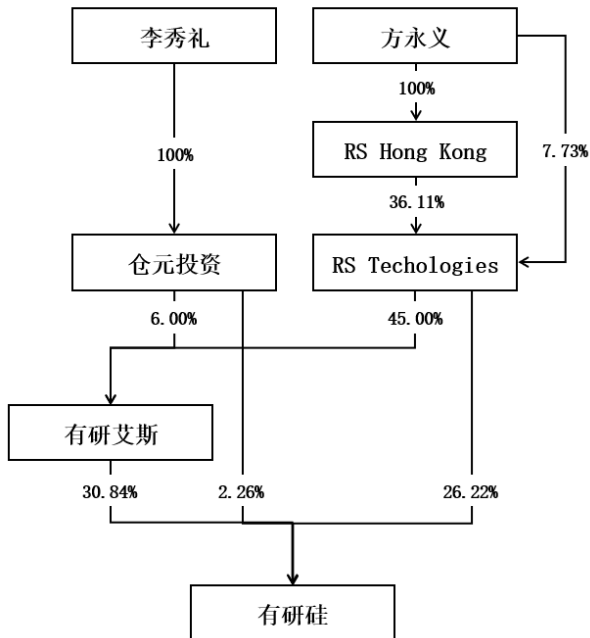 李秀礼
方永义
100%
RS Hong Kong
100%
7.73%
36.11%
仓元投资
RS Techologies
6.00%
45.00%
有研艾斯
30.84%
2.26%
26.22%
有研硅